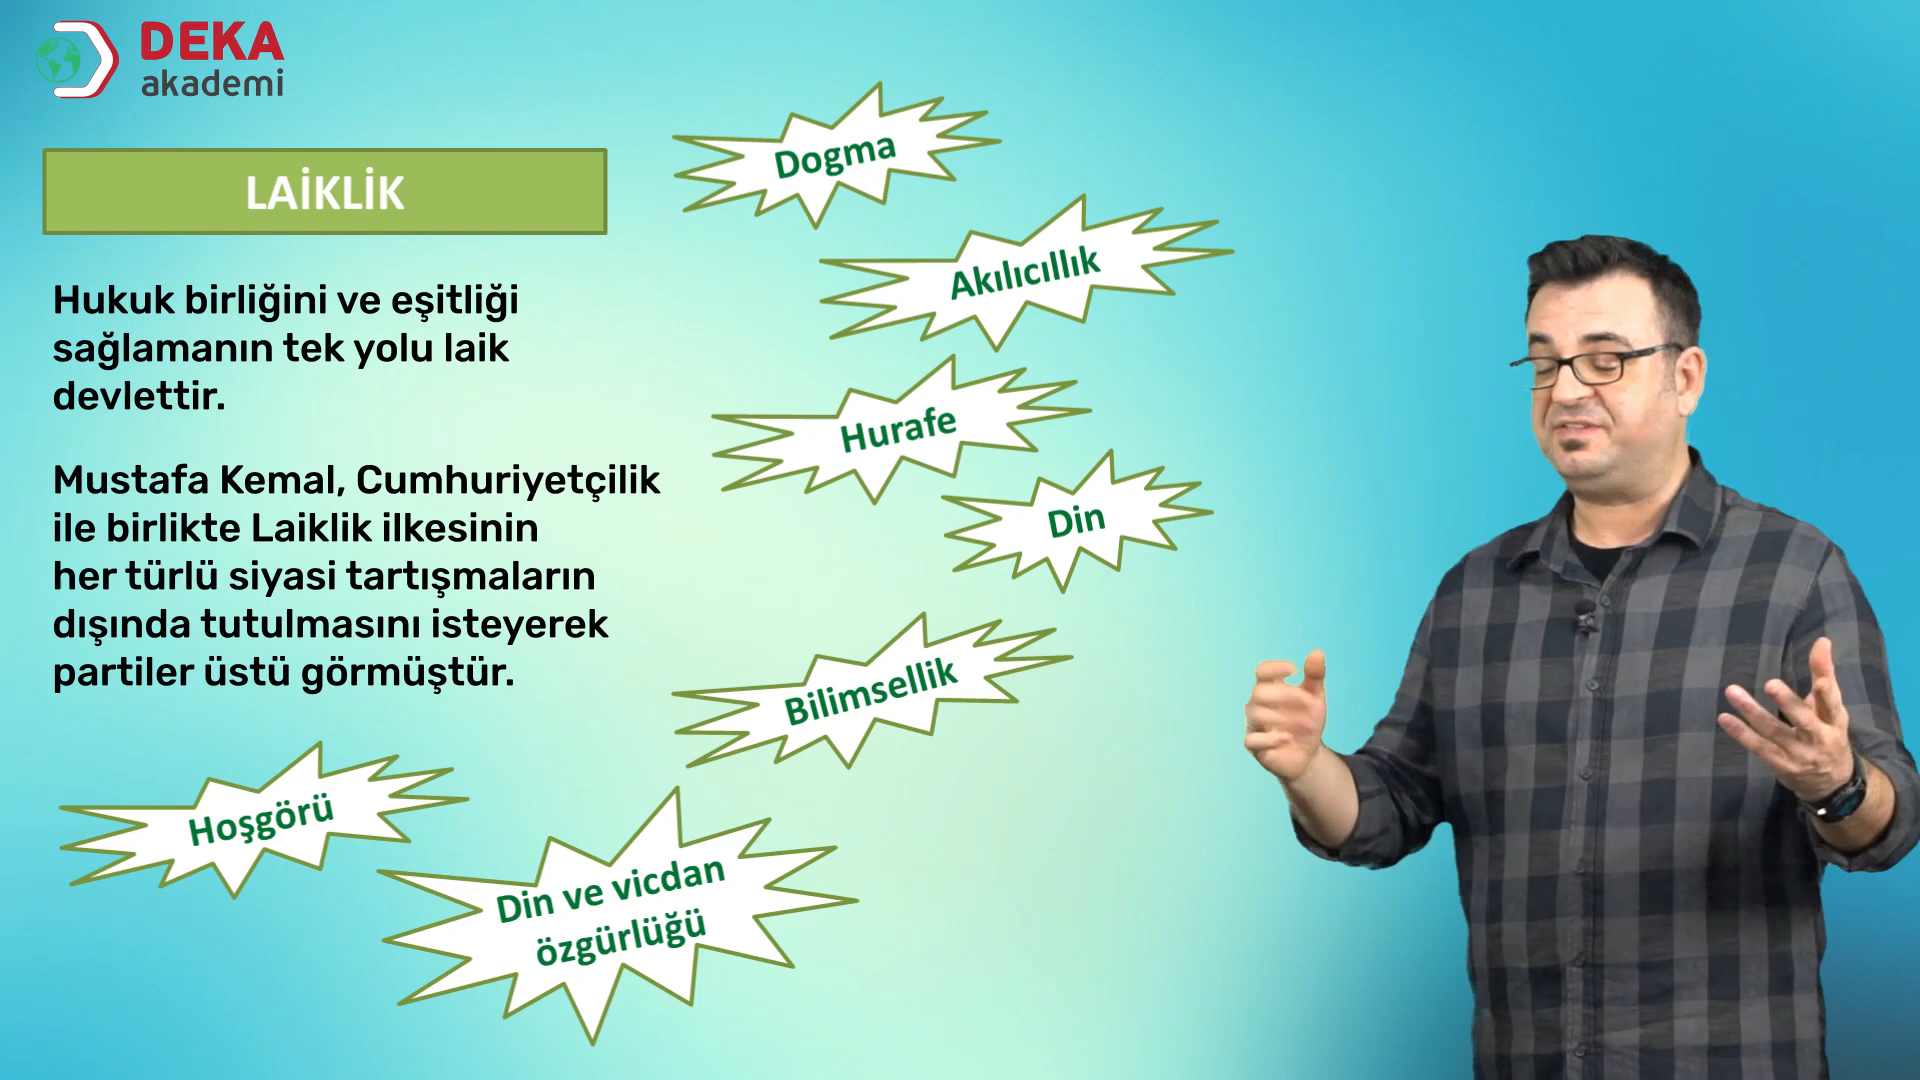 DEKA
akademi
LAİKLİK
Hukuk birliğini ve eşitliği
sağlamanın tek yolu laik
devlettir.
Mustafa Kemal, Cumhuriyetçilik
ile birlikte Laiklik ilkesinin
her türlü siyasi tartışmaların
dışında tutulmasını isteyerek
partiler üstü görmüştür.
Dogma
Akılıcıllık
Hurafe
Din
Bilimsellik
Hoşgörü
Din ve vicdan
özgürlüğü